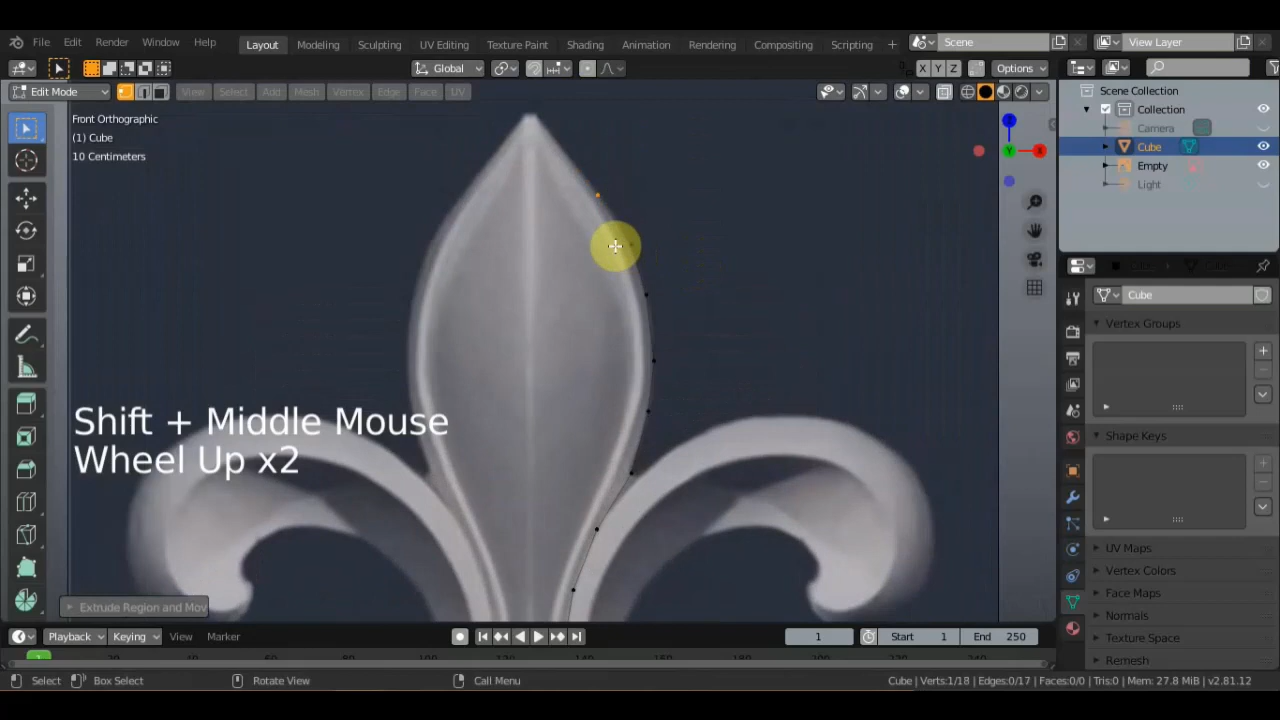 File Edit Render Window Help Layout Modeling Sculpting UV Editing Texture Paint Shading Animation Rendering Compositing Scripting + Scene View Layer
Global X Y Z Options
Edit Mode View Select Add Mesh Vertex Edge Face UV
Scene Collection
Collection
Camera
Cube
Empty
Light
Front Orthographic
(1) Cube
10 Centimeters
Z
Y
X
Cube
Vertex Groups
Shape Keys
UV Maps
Vertex Colors
Face Maps
Normals
Texture Space
Remesh
Shift + Middle Mouse
Wheel Up x2
Extrude Region and Mov
Playback Keying View Marker 1 Start 1 End 250
1
Select Box Select Rotate View Call Menu Cube | Verts:1/18 | Edges:0/17 | Faces:0/0 | Tris:0 | Mem: 27.8 MiB | v2.81.12